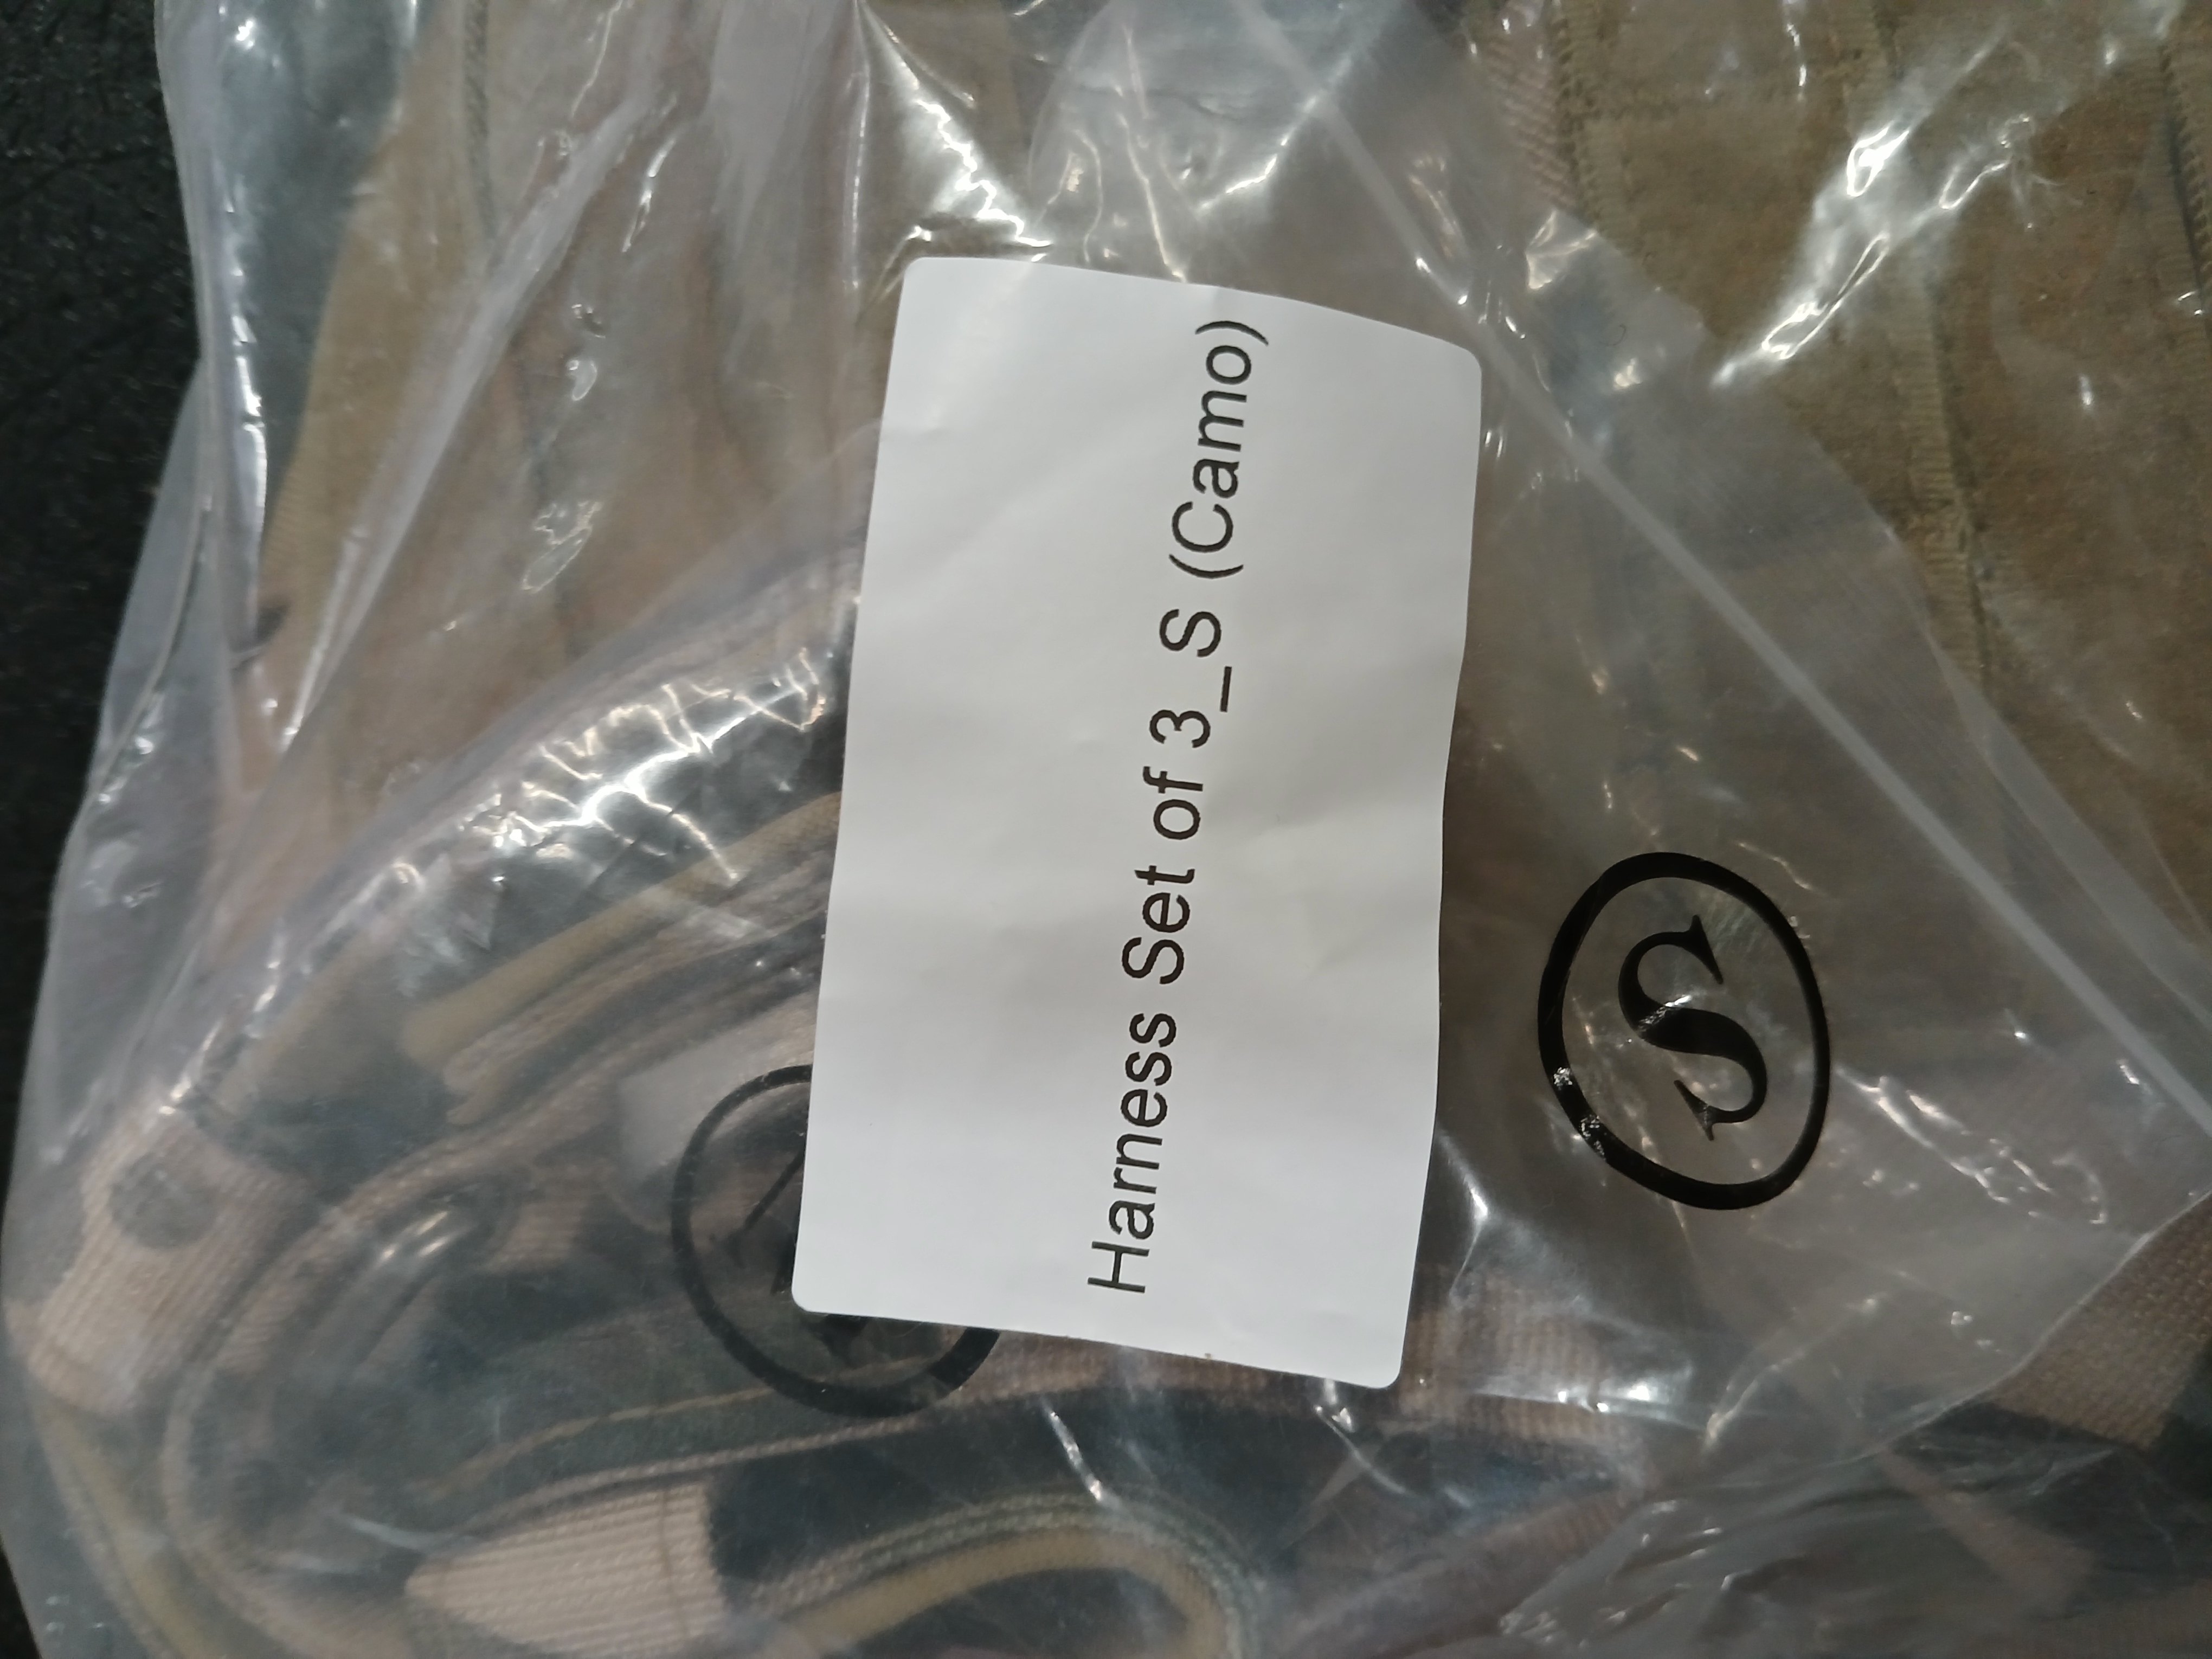 Harness Set of 3_S (Camo)
S